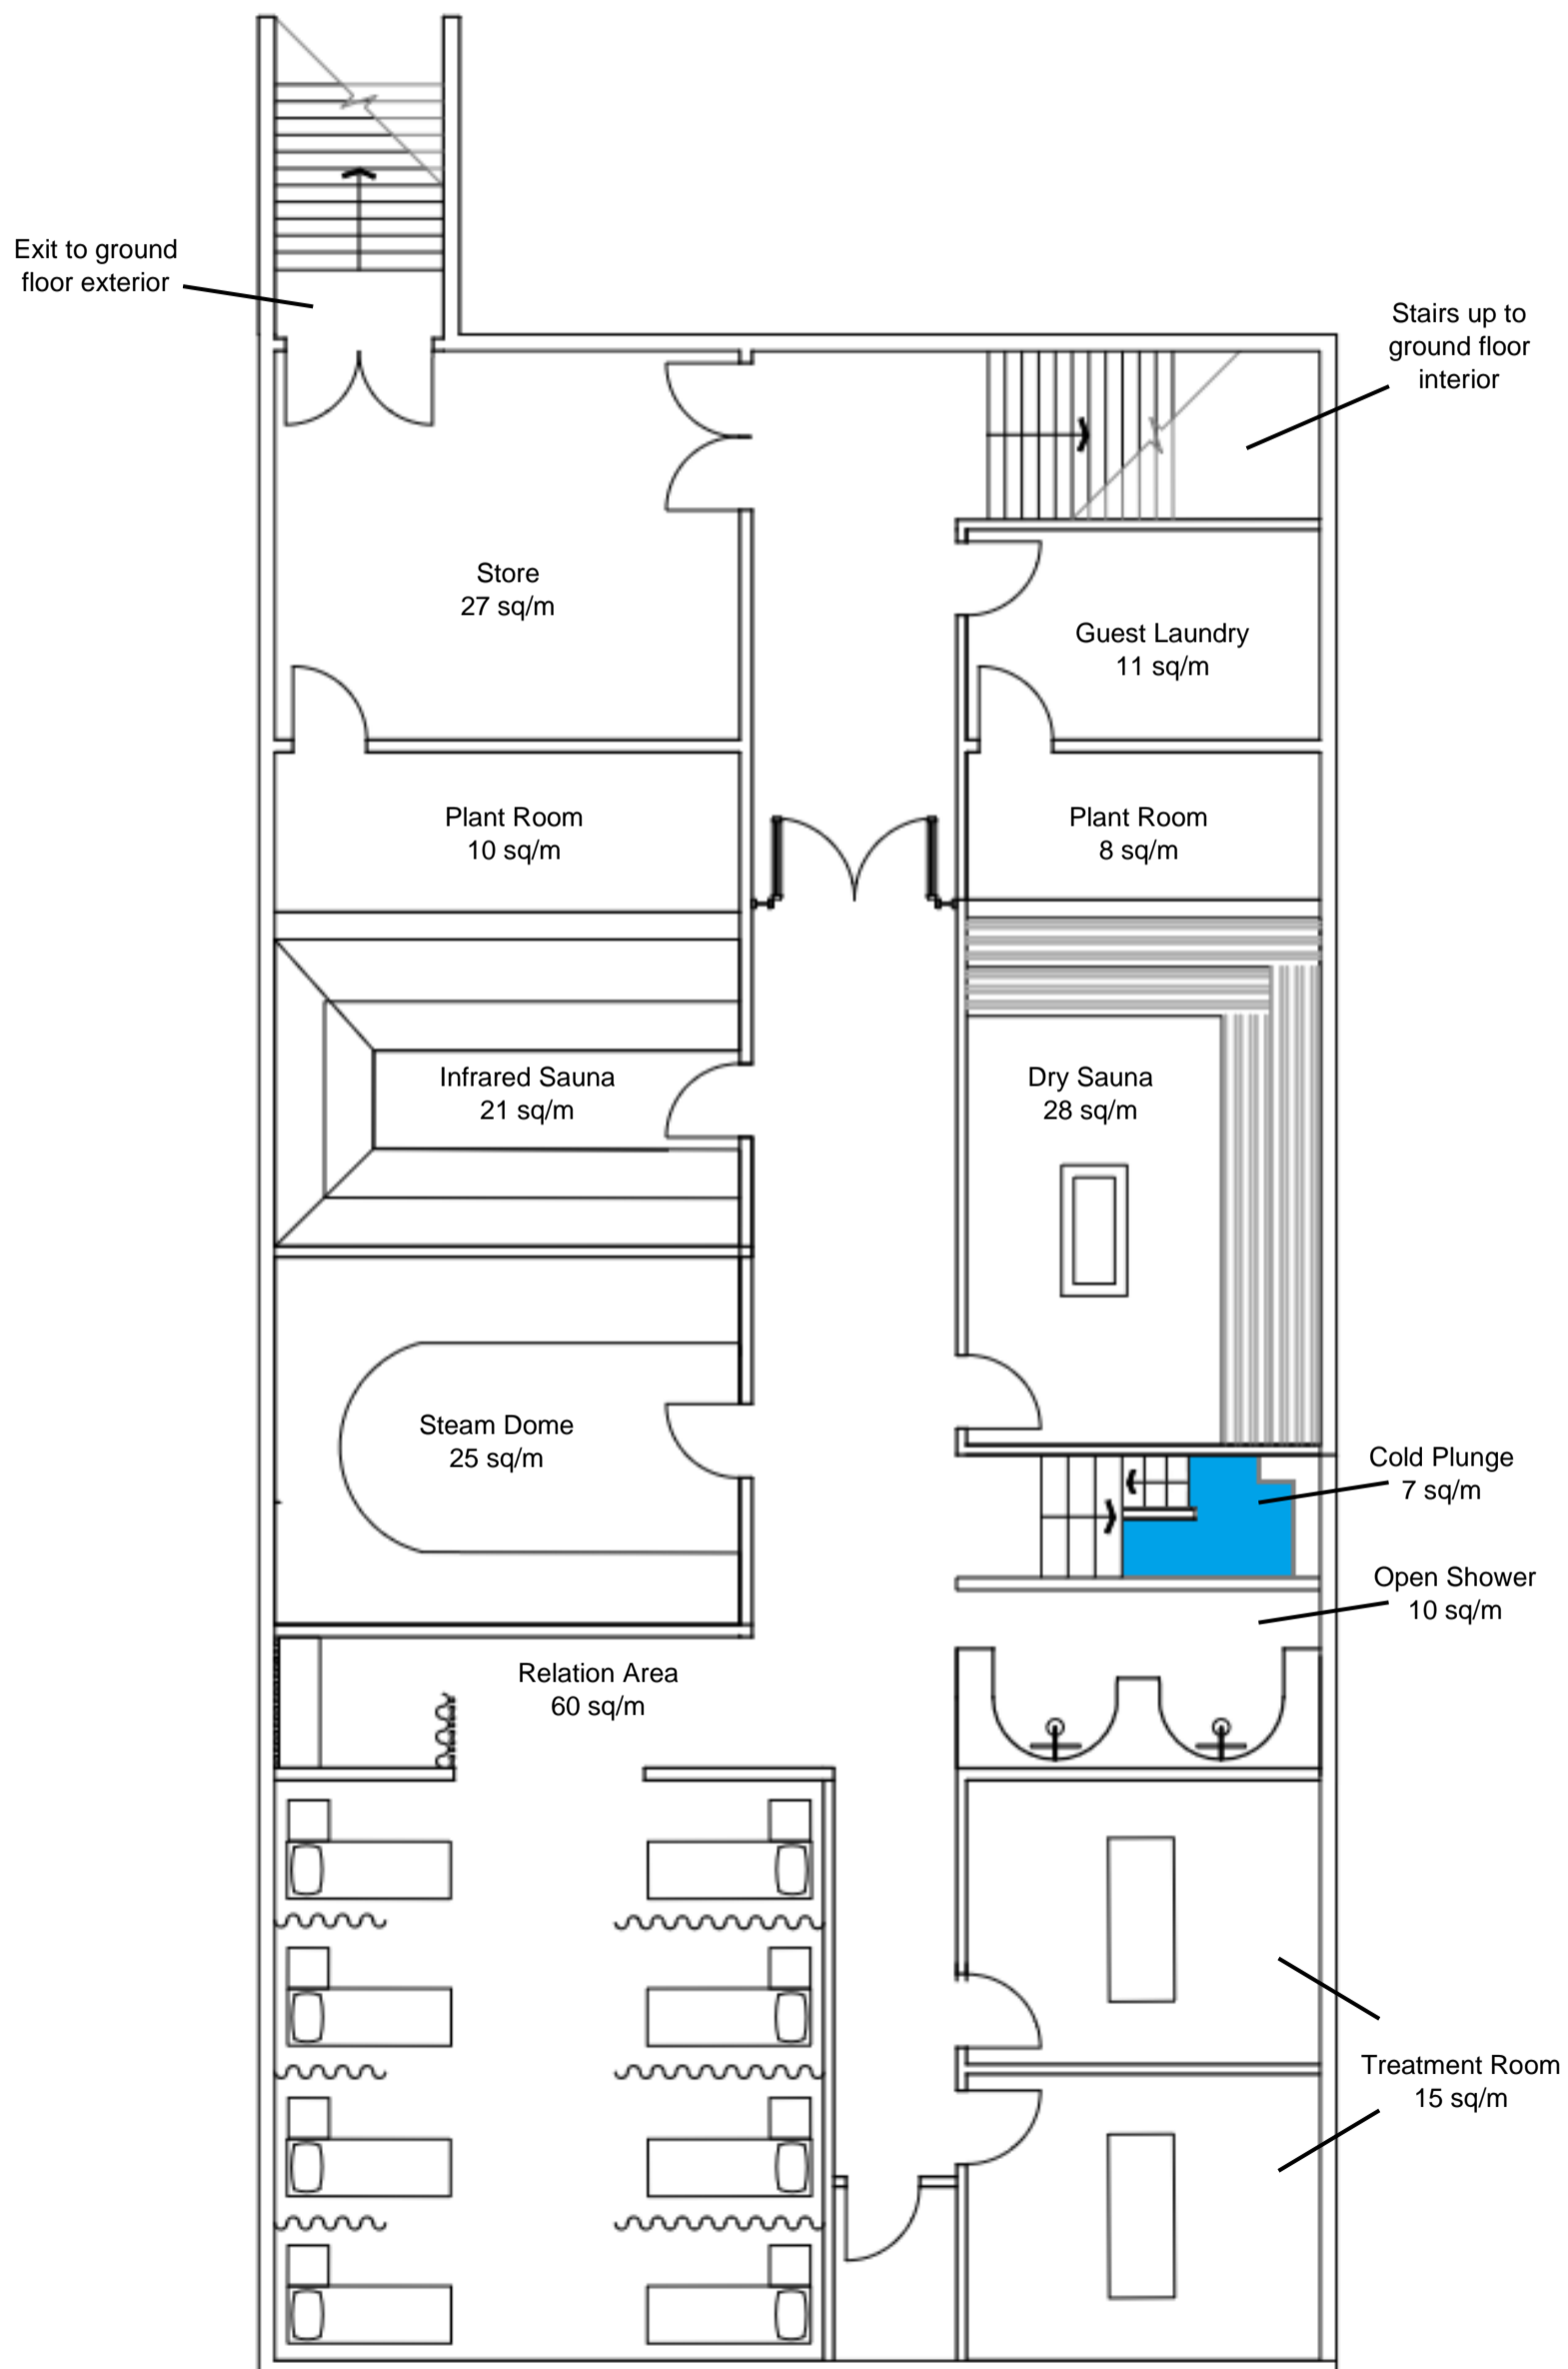 Exit to ground
floor exterior
Stairs up to
ground floor
interior
Store
27 sq/m
Guest Laundry
11 sq/m
Plant Room
10 sq/m
Plant Room
8 sq/m
Infrared Sauna
21 sq/m
Dry Sauna
28 sq/m
Steam Dome
25 sq/m
Cold Plunge
7 sq/m
Open Shower
10 sq/m
Relation Area
60 sq/m
Treatment Room
15 sq/m